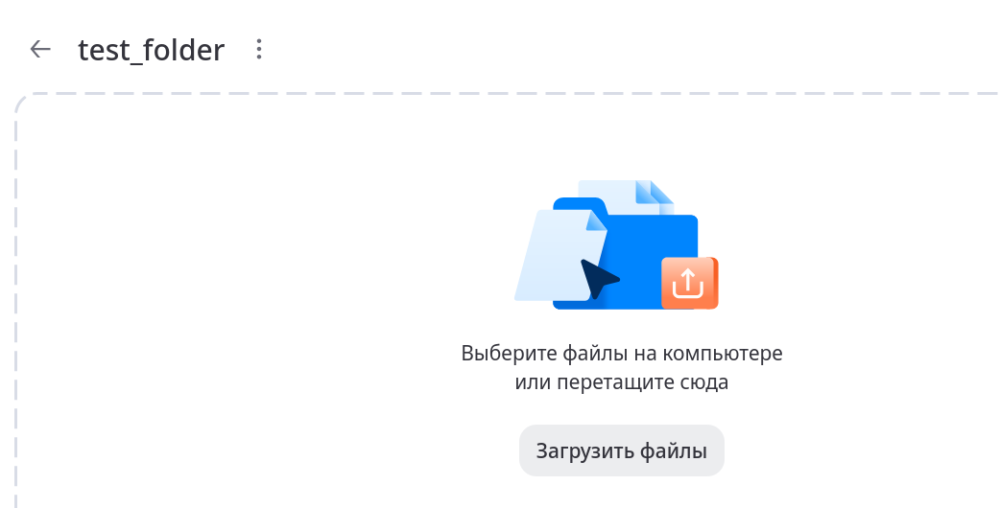 test_folder
Выберите файлы на компьютере
или перетащите сюда
Загрузить файлы